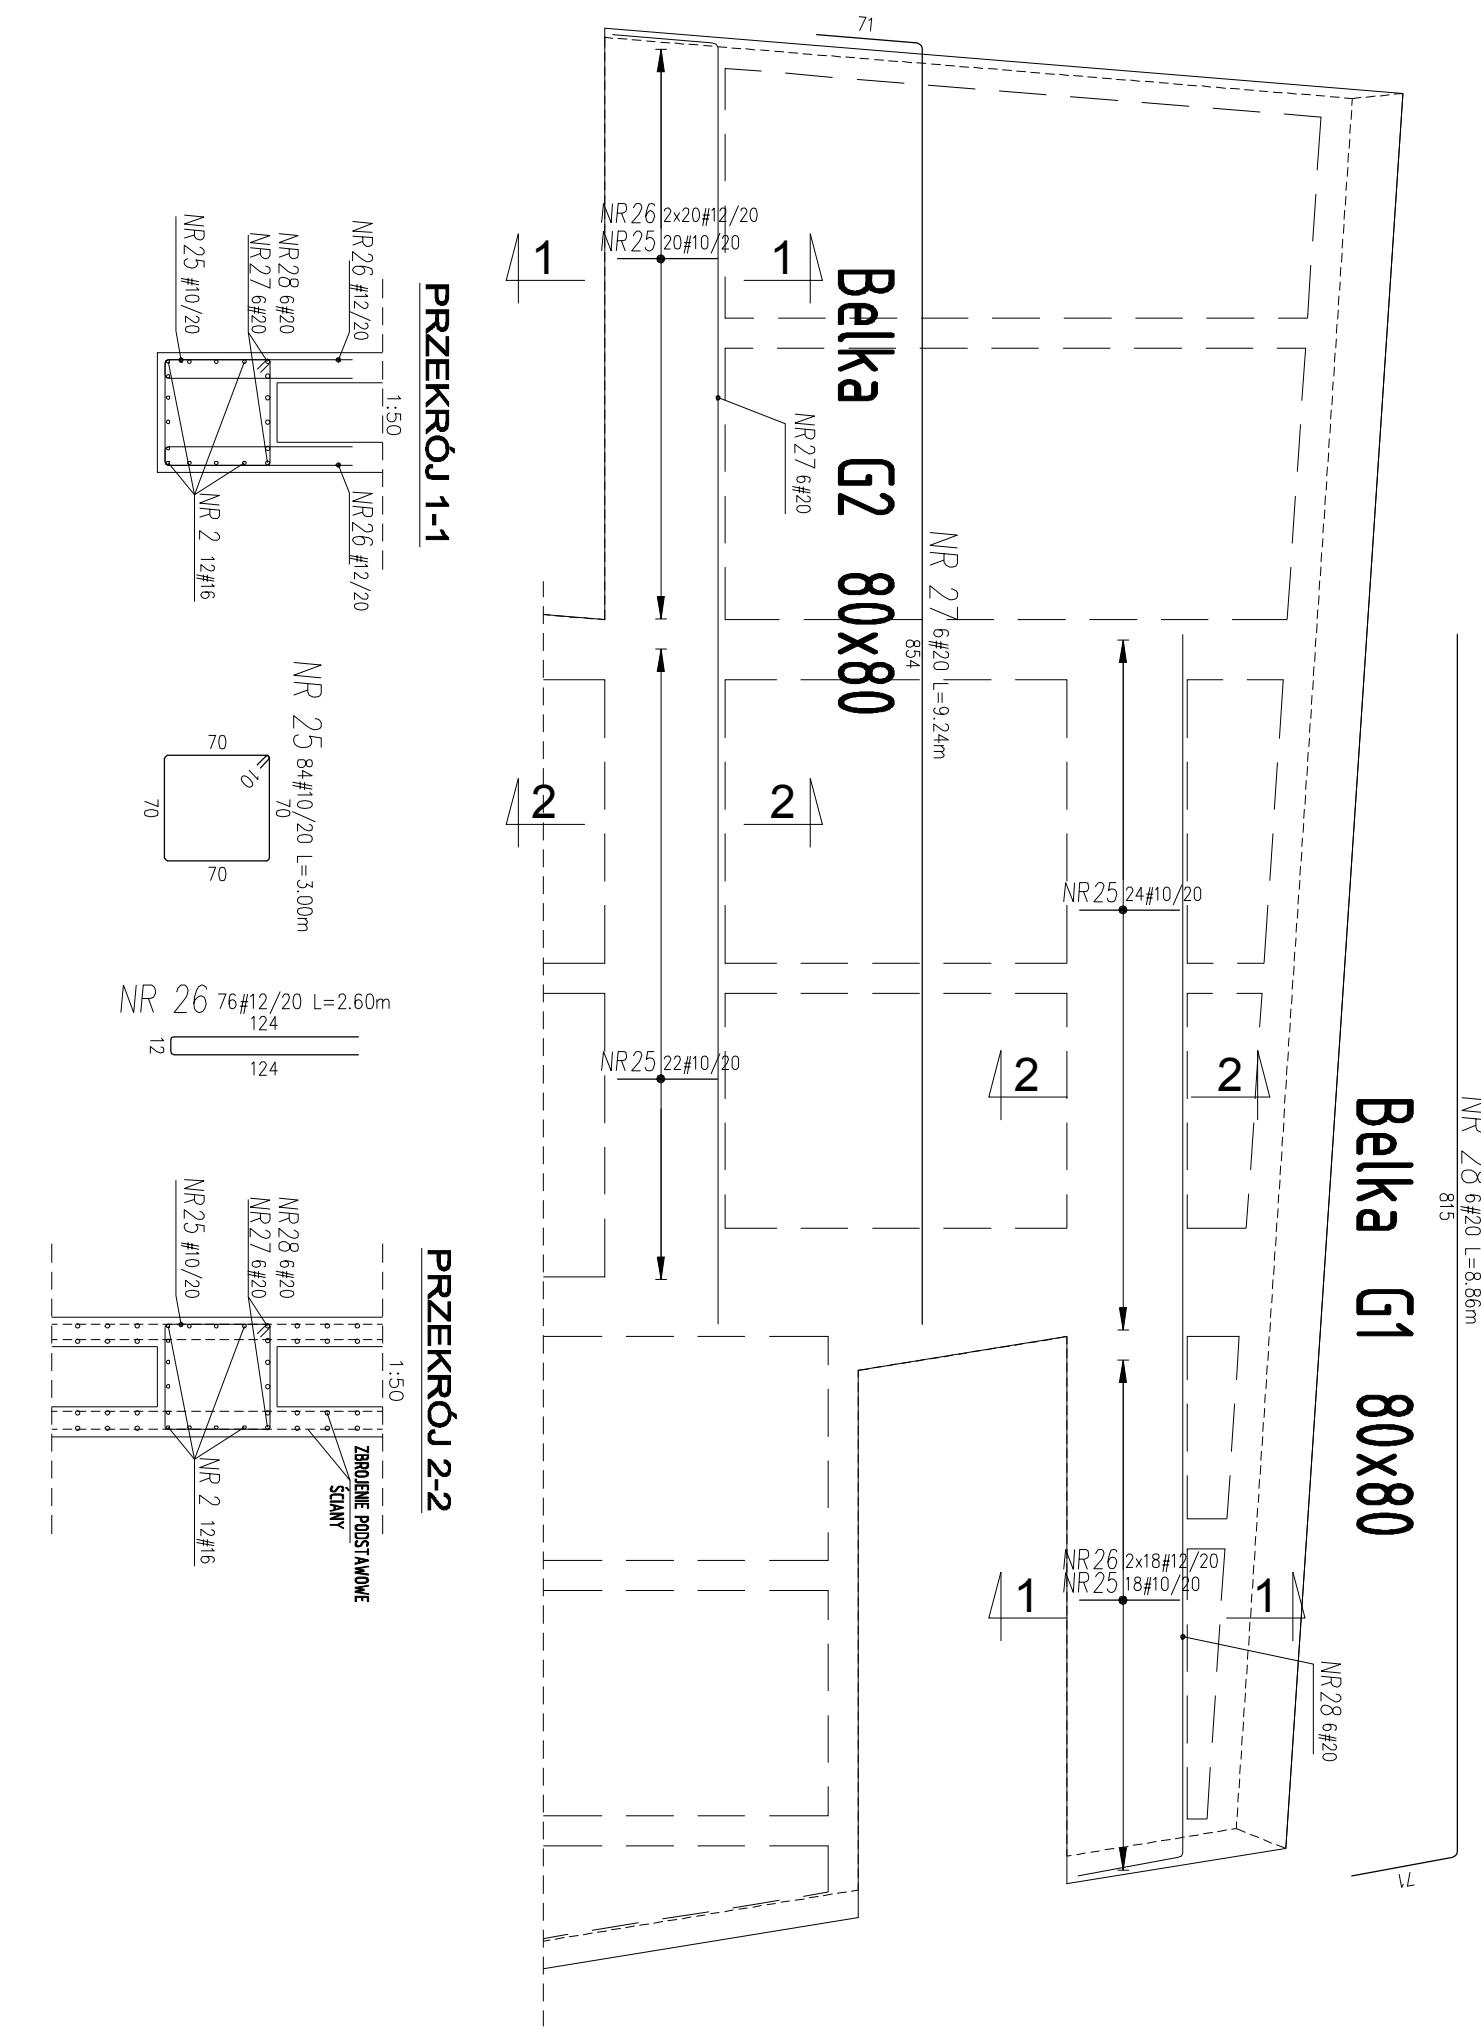 71
NR26 2x20#12/20
NR25 20#10/20
1
1
Belka G2 80x80
NR27 6#20
NR 27 6#20 L=9.24m
854
PRZEKRÓJ 1-1
1:50
NR26 #12/20
NR28 6#20
NR27 6#20
NR25 #10/20
NR26 #12/20
NR 2 12#16
NR 25 84#10/20 L=3.00m
70
70
70
70
10
2
2
NR25 24#10/20
NR 26 76#12/20 L=2.60m
124
12
124
NR25 22#10/20
2
2
Belka G1 80x80
NR 28 6#20 L=8.86m
815
PRZEKRÓJ 2-2
1:50
NR28 6#20
NR27 6#20
NR25 #10/20
NR 2 12#16
ZBROJENIE PODSTAWOWE
ŚCIANY
NR26 2x18#12/20
NR25 18#10/20
1
1
NR28 6#20
71